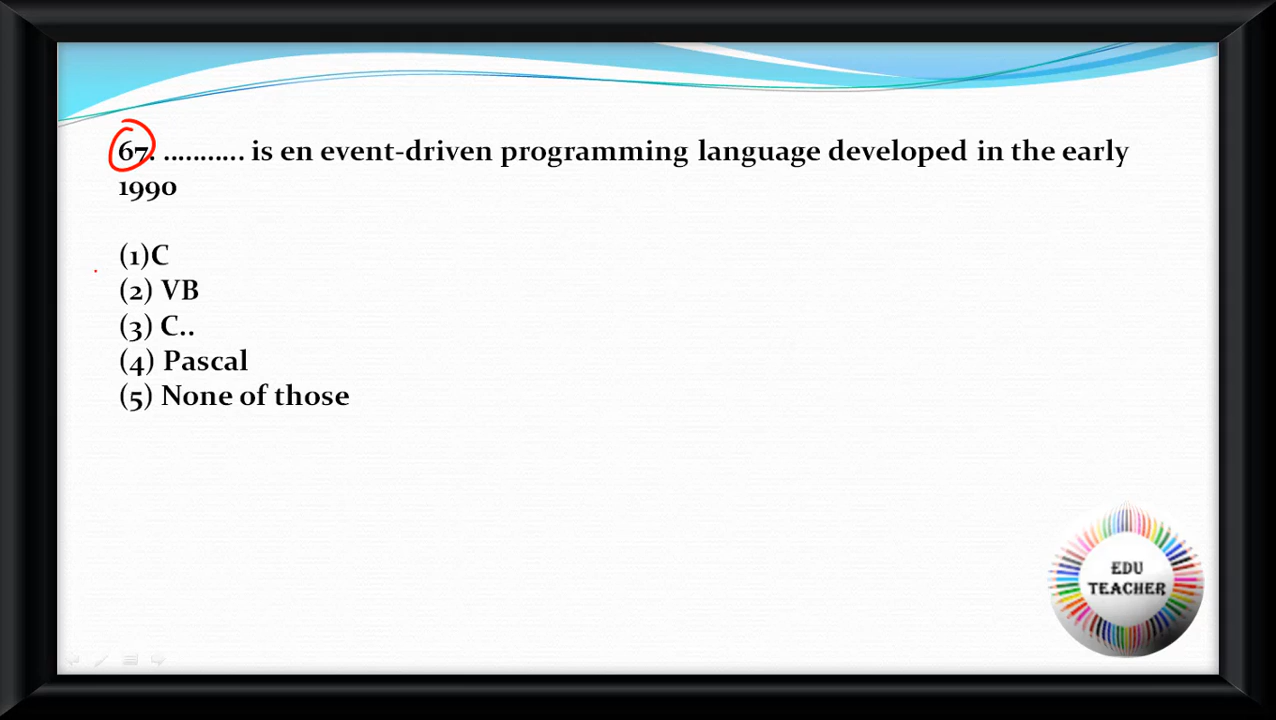 67. ........... is en event-driven programming language developed in the early
1990
(1)C
(2) VB
(3) C..
(4) Pascal
(5) None of those
EDU
TEACHER